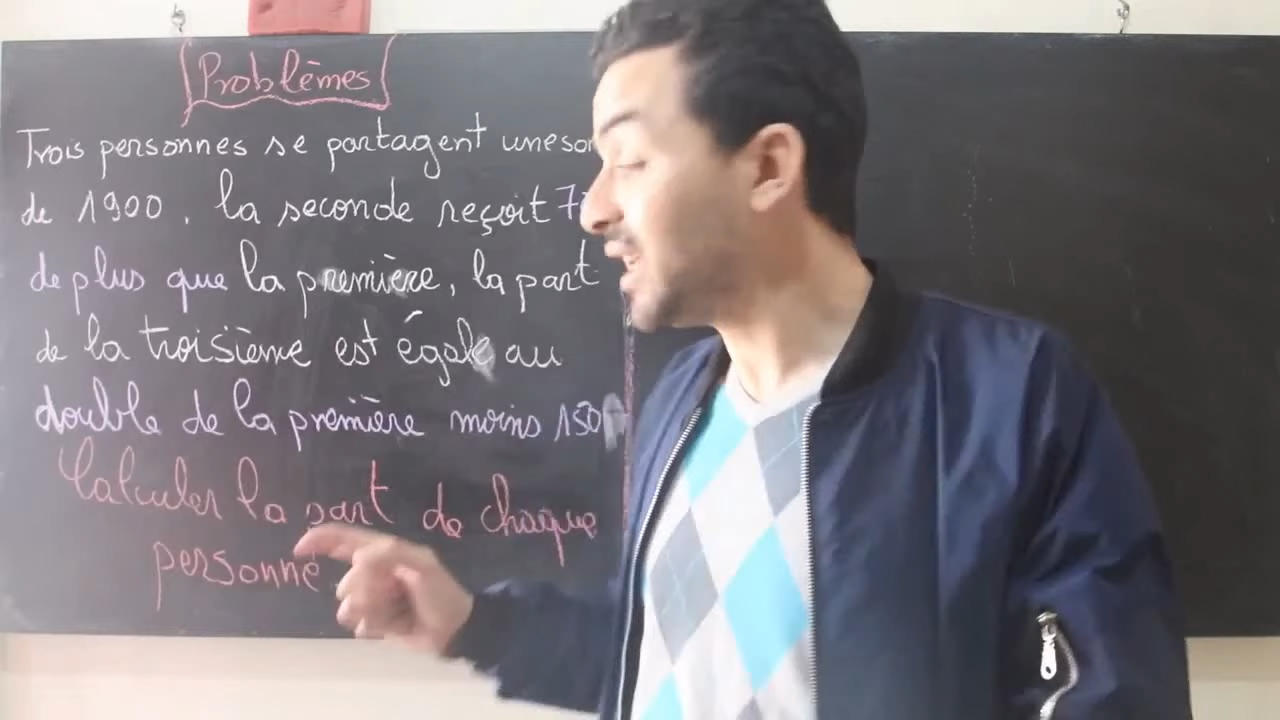 Problèmes
Trois personnes se partagent une
de 1900, la seconde reçoit
de plus que la première, la part
de la troisième est égale au
double de la première moins 150
Calculer la part de chaque
personne